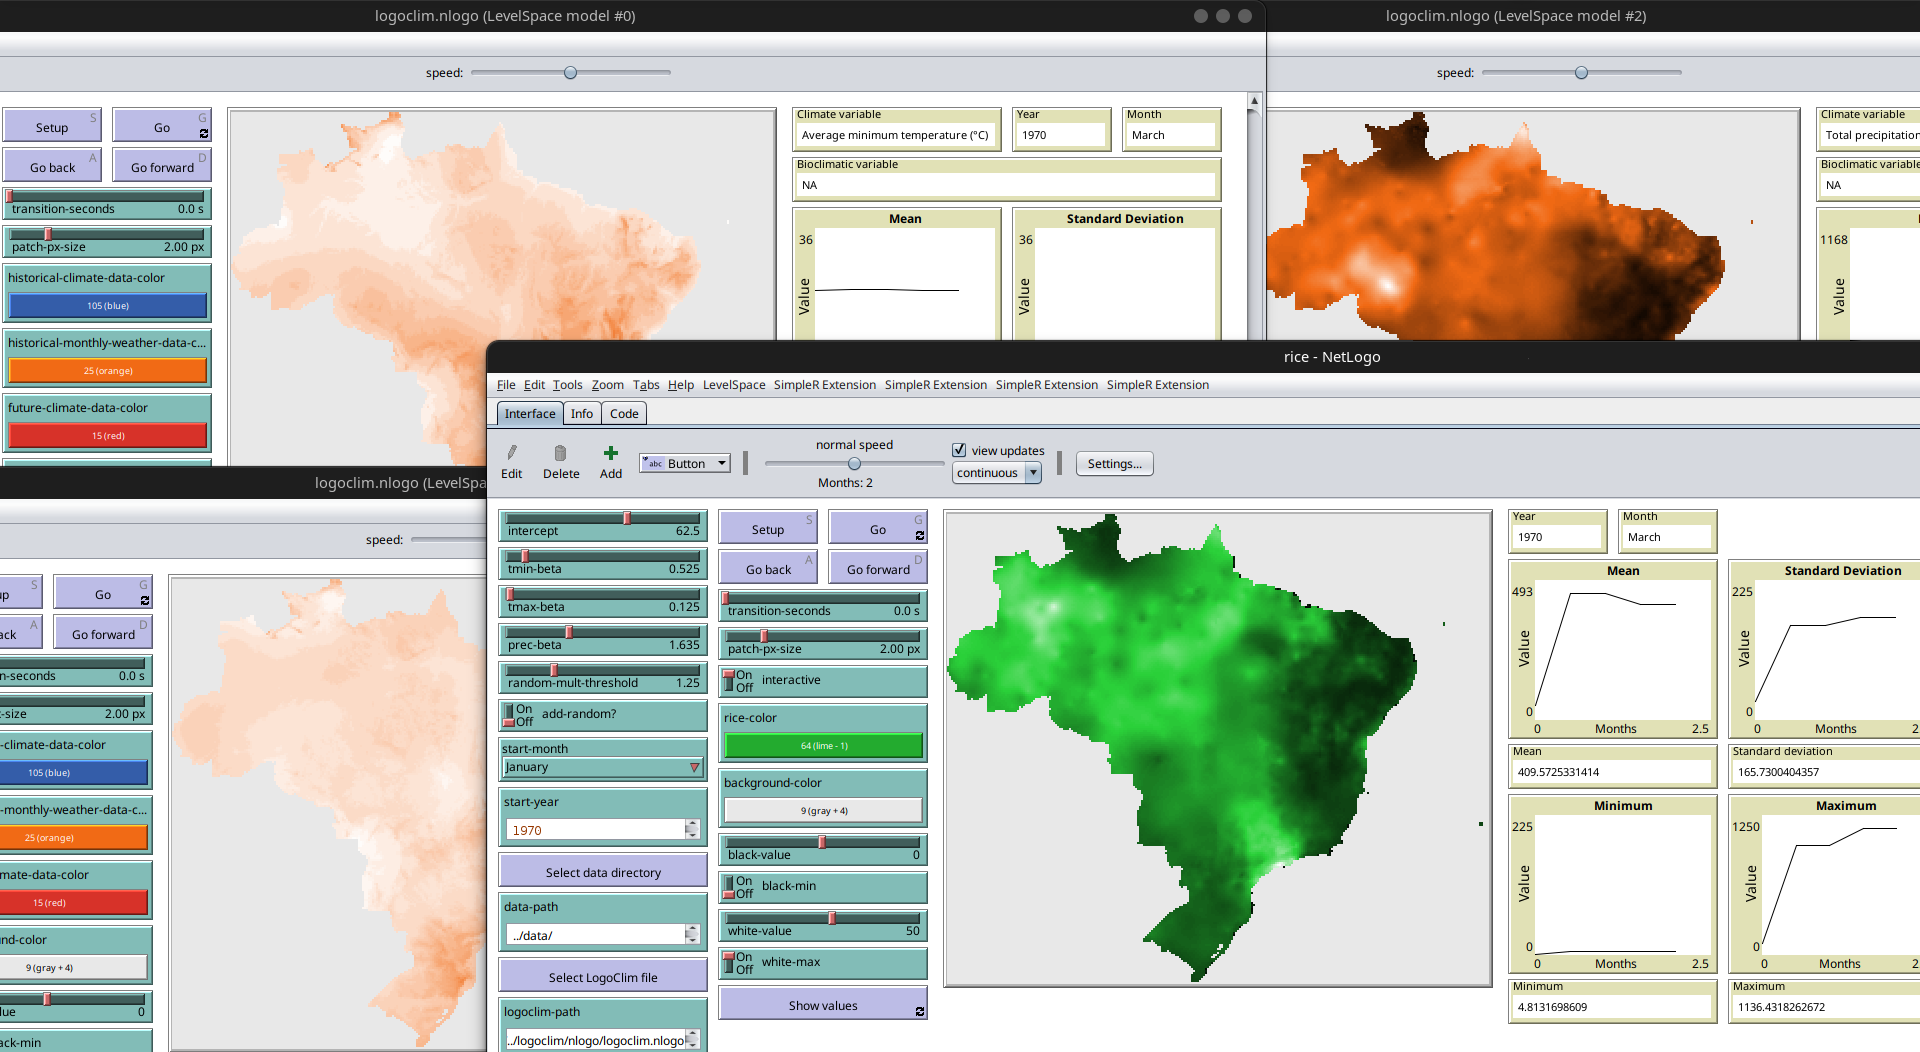 logoclim.nlogo (LevelSpace model #0)
speed:
Setup
S
Go
G
Go back
A
Go forward
D
transition-seconds 0.0 s
patch-px-size 2.00 px
historical-climate-data-color
105 (blue)
historical-monthly-weather-data-c...
25 (orange)
future-climate-data-color
15 (red)
Climate variable
Average minimum temperature (°C)
Year
1970
Month
March
Bioclimatic variable
NA
Mean
36
Value
Standard Deviation
36
Value
logoclim.nlogo (LevelSpace model #2)
speed:
Climate variable
Total precipitation
Bioclimatic variable
NA
1168
Value
logoclim.nlogo (LevelSpa
speed:
up
S
Go
G
ack
A
Go forward
D
n-seconds 0.0 s
-size 2.00 px
-climate-data-color
105 (blue)
-monthly-weather-data-c...
25 (orange)
mate-data-color
15 (red)
nd-color
9 (gray + 4)
lue 0
ack-min
rice - NetLogo
File Edit Tools Zoom Tabs Help LevelSpace SimpleR Extension SimpleR Extension SimpleR Extension SimpleR Extension
Interface Info Code
Edit
Delete
Add
abc Button
normal speed
Months: 2
view updates
continuous
Settings...
intercept 62.5
tmin-beta 0.525
tmax-beta 0.125
prec-beta 1.635
random-mult-threshold 1.25
On
Off
add-random?
start-month
January
start-year
1970
Select data directory
data-path
../data/
Select LogoClim file
logoclim-path
../logoclim/nlogo/logoclim.nlogo
Setup
S
Go
G
Go back
A
Go forward
D
transition-seconds 0.0 s
patch-px-size 2.00 px
On
Off
interactive
rice-color
64 (lime - 1)
background-color
9 (gray + 4)
black-value 0
On
Off
black-min
white-value 50
On
Off
white-max
Show values
Year
1970
Month
March
Mean
493
Value
0
0 Months 2.5
Standard Deviation
225
Value
0
0 Months 2
Mean
409.5725331414
Standard deviation
165.7300404357
Minimum
225
Value
0
0 Months 2.5
Maximum
1250
Value
0
0 Months 2
Minimum
4.8131698609
Maximum
1136.4318262672